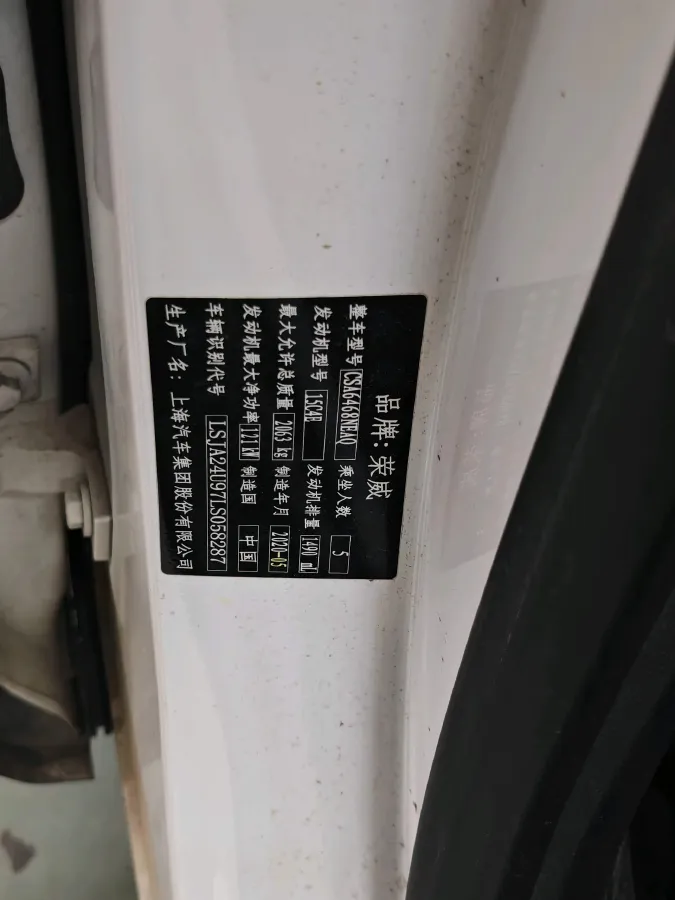 品牌:荣威
整车型号 CSA6468NEAQ 乘坐人数 5
发动机型号 15C4E 发动机排量 1490 ml
最大允许总质量 2063 kg 制造年月 2020-05
发动机最大净功率 121 kW 制造国 中国
车辆识别代号 LSJA24U97LS058287
生产厂名:上海汽车集团股份有限公司